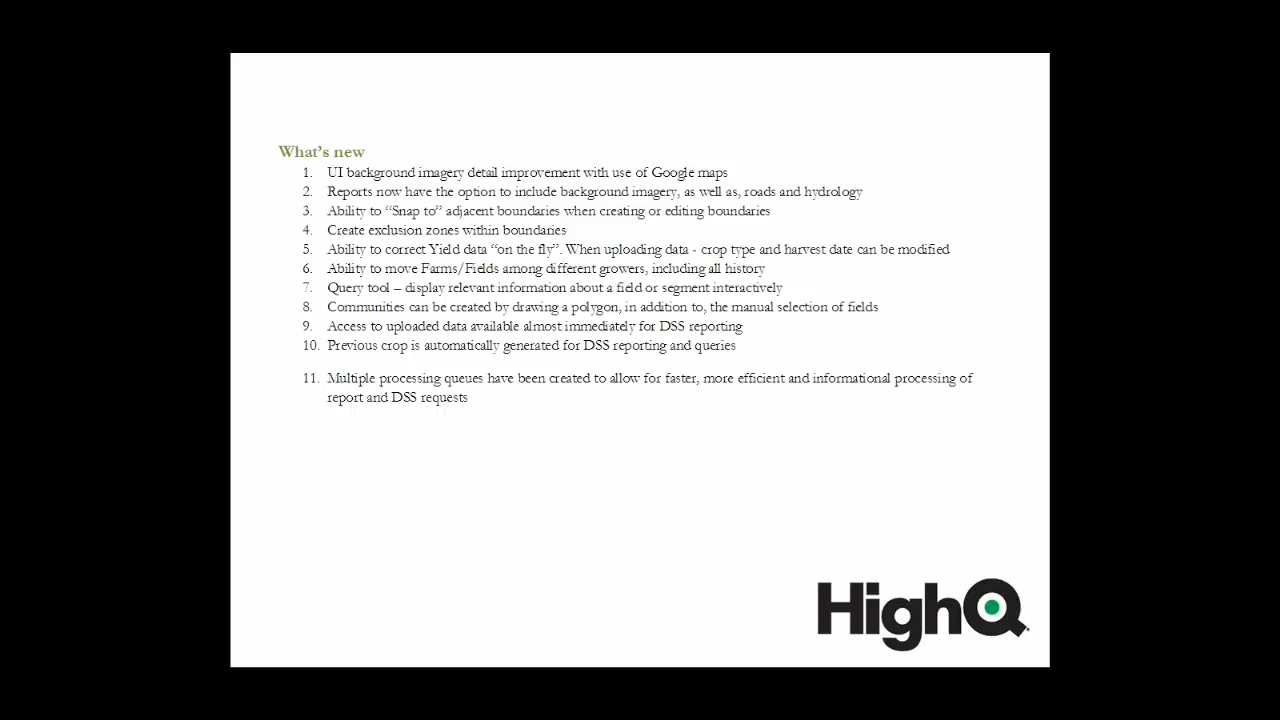 What's new
1. UI background imagery detail improvement with use of Google maps
2. Reports now have the option to include background imagery, as well as, roads and hydrology
3. Ability to “Snap to” adjacent boundaries when creating or editing boundaries
4. Create exclusion zones within boundaries
5. Ability to correct Yield data “on the fly”. When uploading data - crop type and harvest date can be modified
6. Ability to move Farms/Fields among different growers, including all history
7. Query tool – display relevant information about a field or segment interactively
8. Communities can be created by drawing a polygon, in addition to, the manual selection of fields
9. Access to uploaded data available almost immediately for DSS reporting
10. Previous crop is automatically generated for DSS reporting and queries
11. Multiple processing queues have been created to allow for faster, more efficient and informational processing of
report and DSS requests
HighQ